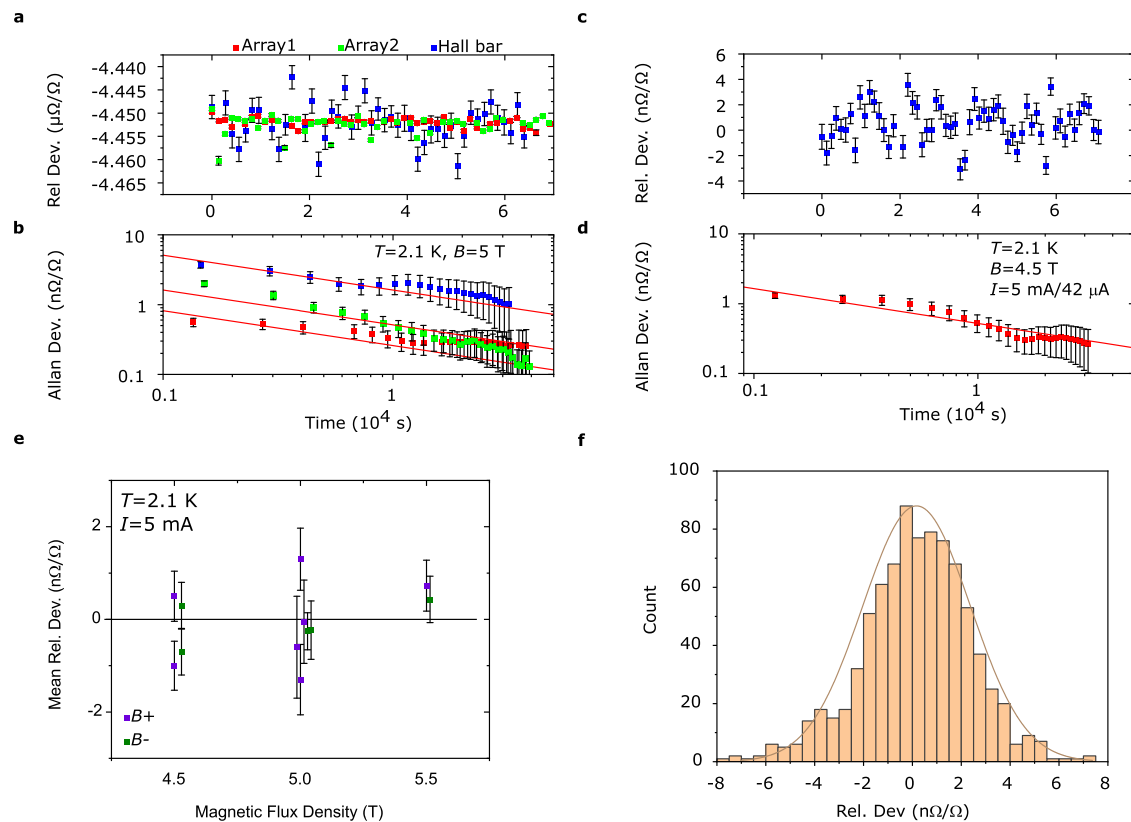 a
Array1 Array2 Hall bar
Rel Dev. (µΩ/Ω)
-4,440
-4,445
-4.450
-4,455
-4,460
-4,465
0 2 4 6
b
Allan Dev. (nΩ/Ω)
10
1
0.1
T=2.1 K, B=5 T
0.1 1
Time (10⁴ s)
c
Rel. Dev. (nΩ/Ω)
6
4
2
0
-2
-4
0 2 4 6
d
Allan Dev. (nΩ/Ω)
10
1
0.1
T=2.1 K
B=4.5 T
I=5 mA/42 µA
0.1 1
Time (10⁴ s)
e
Mean Rel. Dev. (nΩ/Ω)
T=2.1 K
I=5 mA
2
0
-2
B+
B-
4.5 5.0 5.5
Magnetic Flux Density (T)
f
Count
100
80
60
40
20
0
-8 -6 -4 -2 0 2 4 6 8
Rel. Dev (nΩ/Ω)